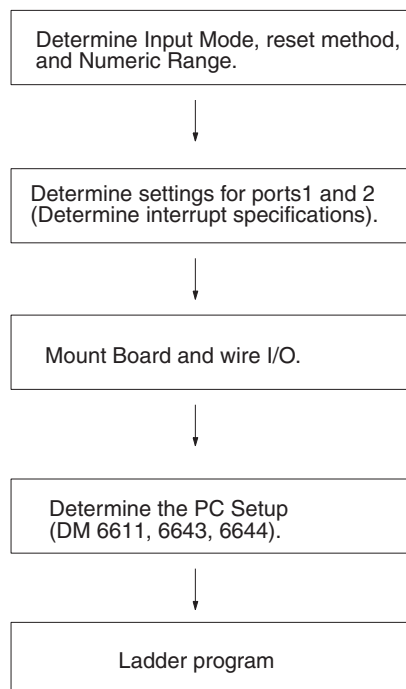 Determine Input Mode, reset method,
and Numeric Range.
Determine settings for ports1 and 2
(Determine interrupt specifications).
Mount Board and wire I/O.
Determine the PC Setup
(DM 6611, 6643, 6644).
Ladder program